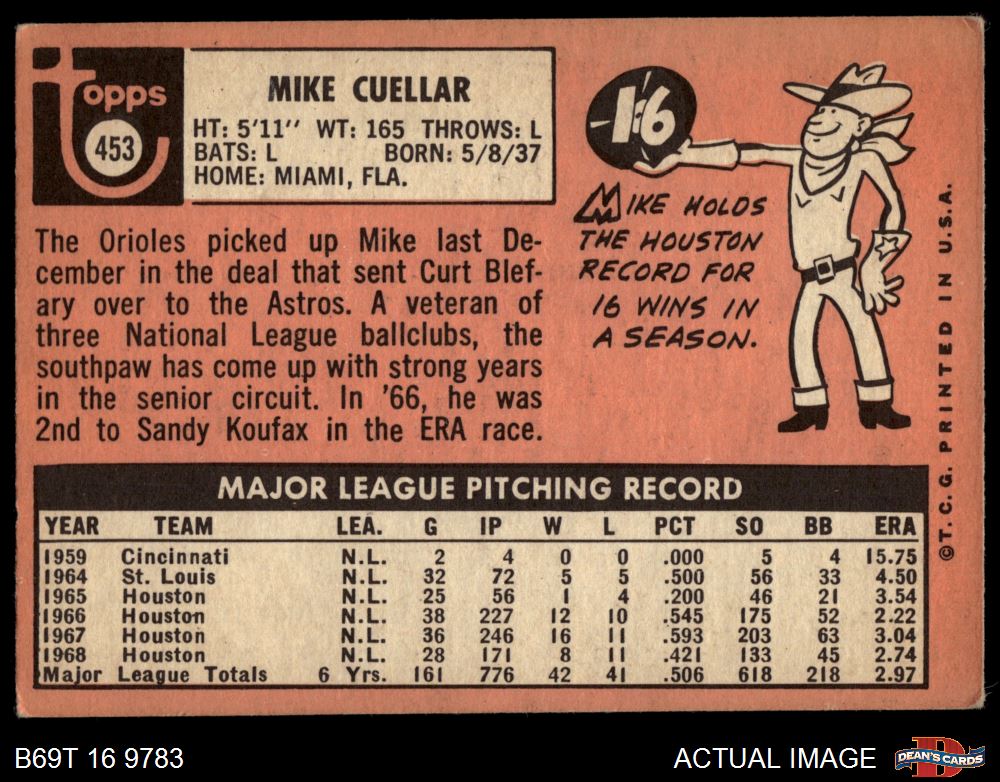 Topps
453
MIKE CUELLAR
HT: 5'11" WT: 165 THROWS: L
BATS: L BORN: 5/8/37
HOME: MIAMI, FLA.
The Orioles picked up Mike last De-
cember in the deal that sent Curt Blef-
ary over to the Astros. A veteran of
three National League ballclubs, the
southpaw has come up with strong years
in the senior circuit. In '66, he was
2nd to Sandy Koufax in the ERA race.
16
MIKE HOLDS
THE HOUSTON
RECORD FOR
16 WINS IN
A SEASON.
©T.C.G. PRINTED IN U.S.A.
MAJOR LEAGUE PITCHING RECORD
YEAR TEAM LEA. G IP W L PCT SO BB ERA
1959 Cincinnati N.L. 2 4 0 0 .000 5 4 15.75
1964 St. Louis N.L. 32 72 5 5 .500 56 33 4.50
1965 Houston N.L. 25 56 1 4 .200 46 21 3.54
1966 Houston N.L. 38 227 12 10 .545 175 52 2.22
1967 Houston N.L. 36 246 16 11 .593 203 63 3.04
1968 Houston N.L. 28 171 8 11 .421 133 45 2.74
Major League Totals 6 Yrs. 161 776 42 41 .506 618 218 2.97
B69T 16 9783
ACTUAL IMAGE
D
DEAN'S CARDS